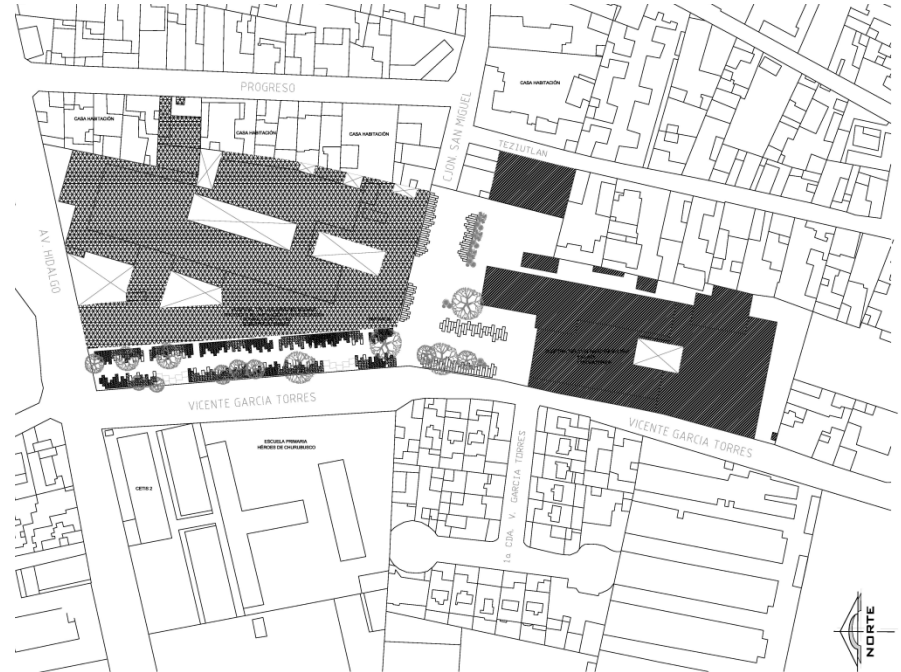 PROGRESO
CASA HABITACIÓN
CASA HABITACIÓN
CASA HABITACIÓN
CASA HABITACIÓN
CJON. SAN MIGUEL
TEZIUTLAN
AV. HIDALGO
VICENTE GARCIA TORRES
VICENTE GARCIA TORRES
ESCUELA PRIMARIA
HÉROES DE CHURUBUSCO
CETIS 2
1a CDA. V. GARCIA TORRES
NORTE